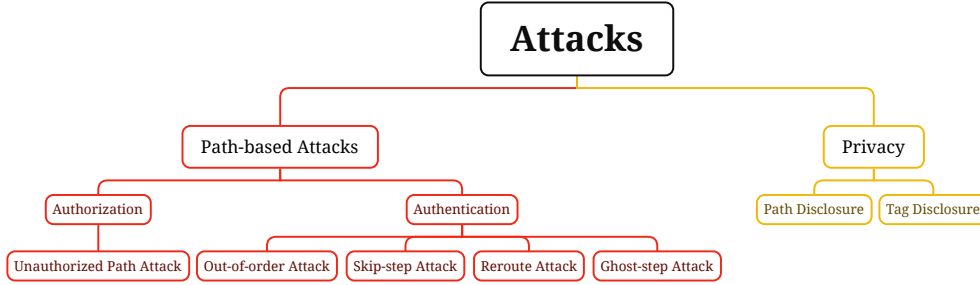 Attacks
Path-based Attacks
Privacy
Authorization
Authentication
Path Disclosure
Tag Disclosure
Unauthorized Path Attack
Out-of-order Attack
Skip-step Attack
Reroute Attack
Ghost-step Attack